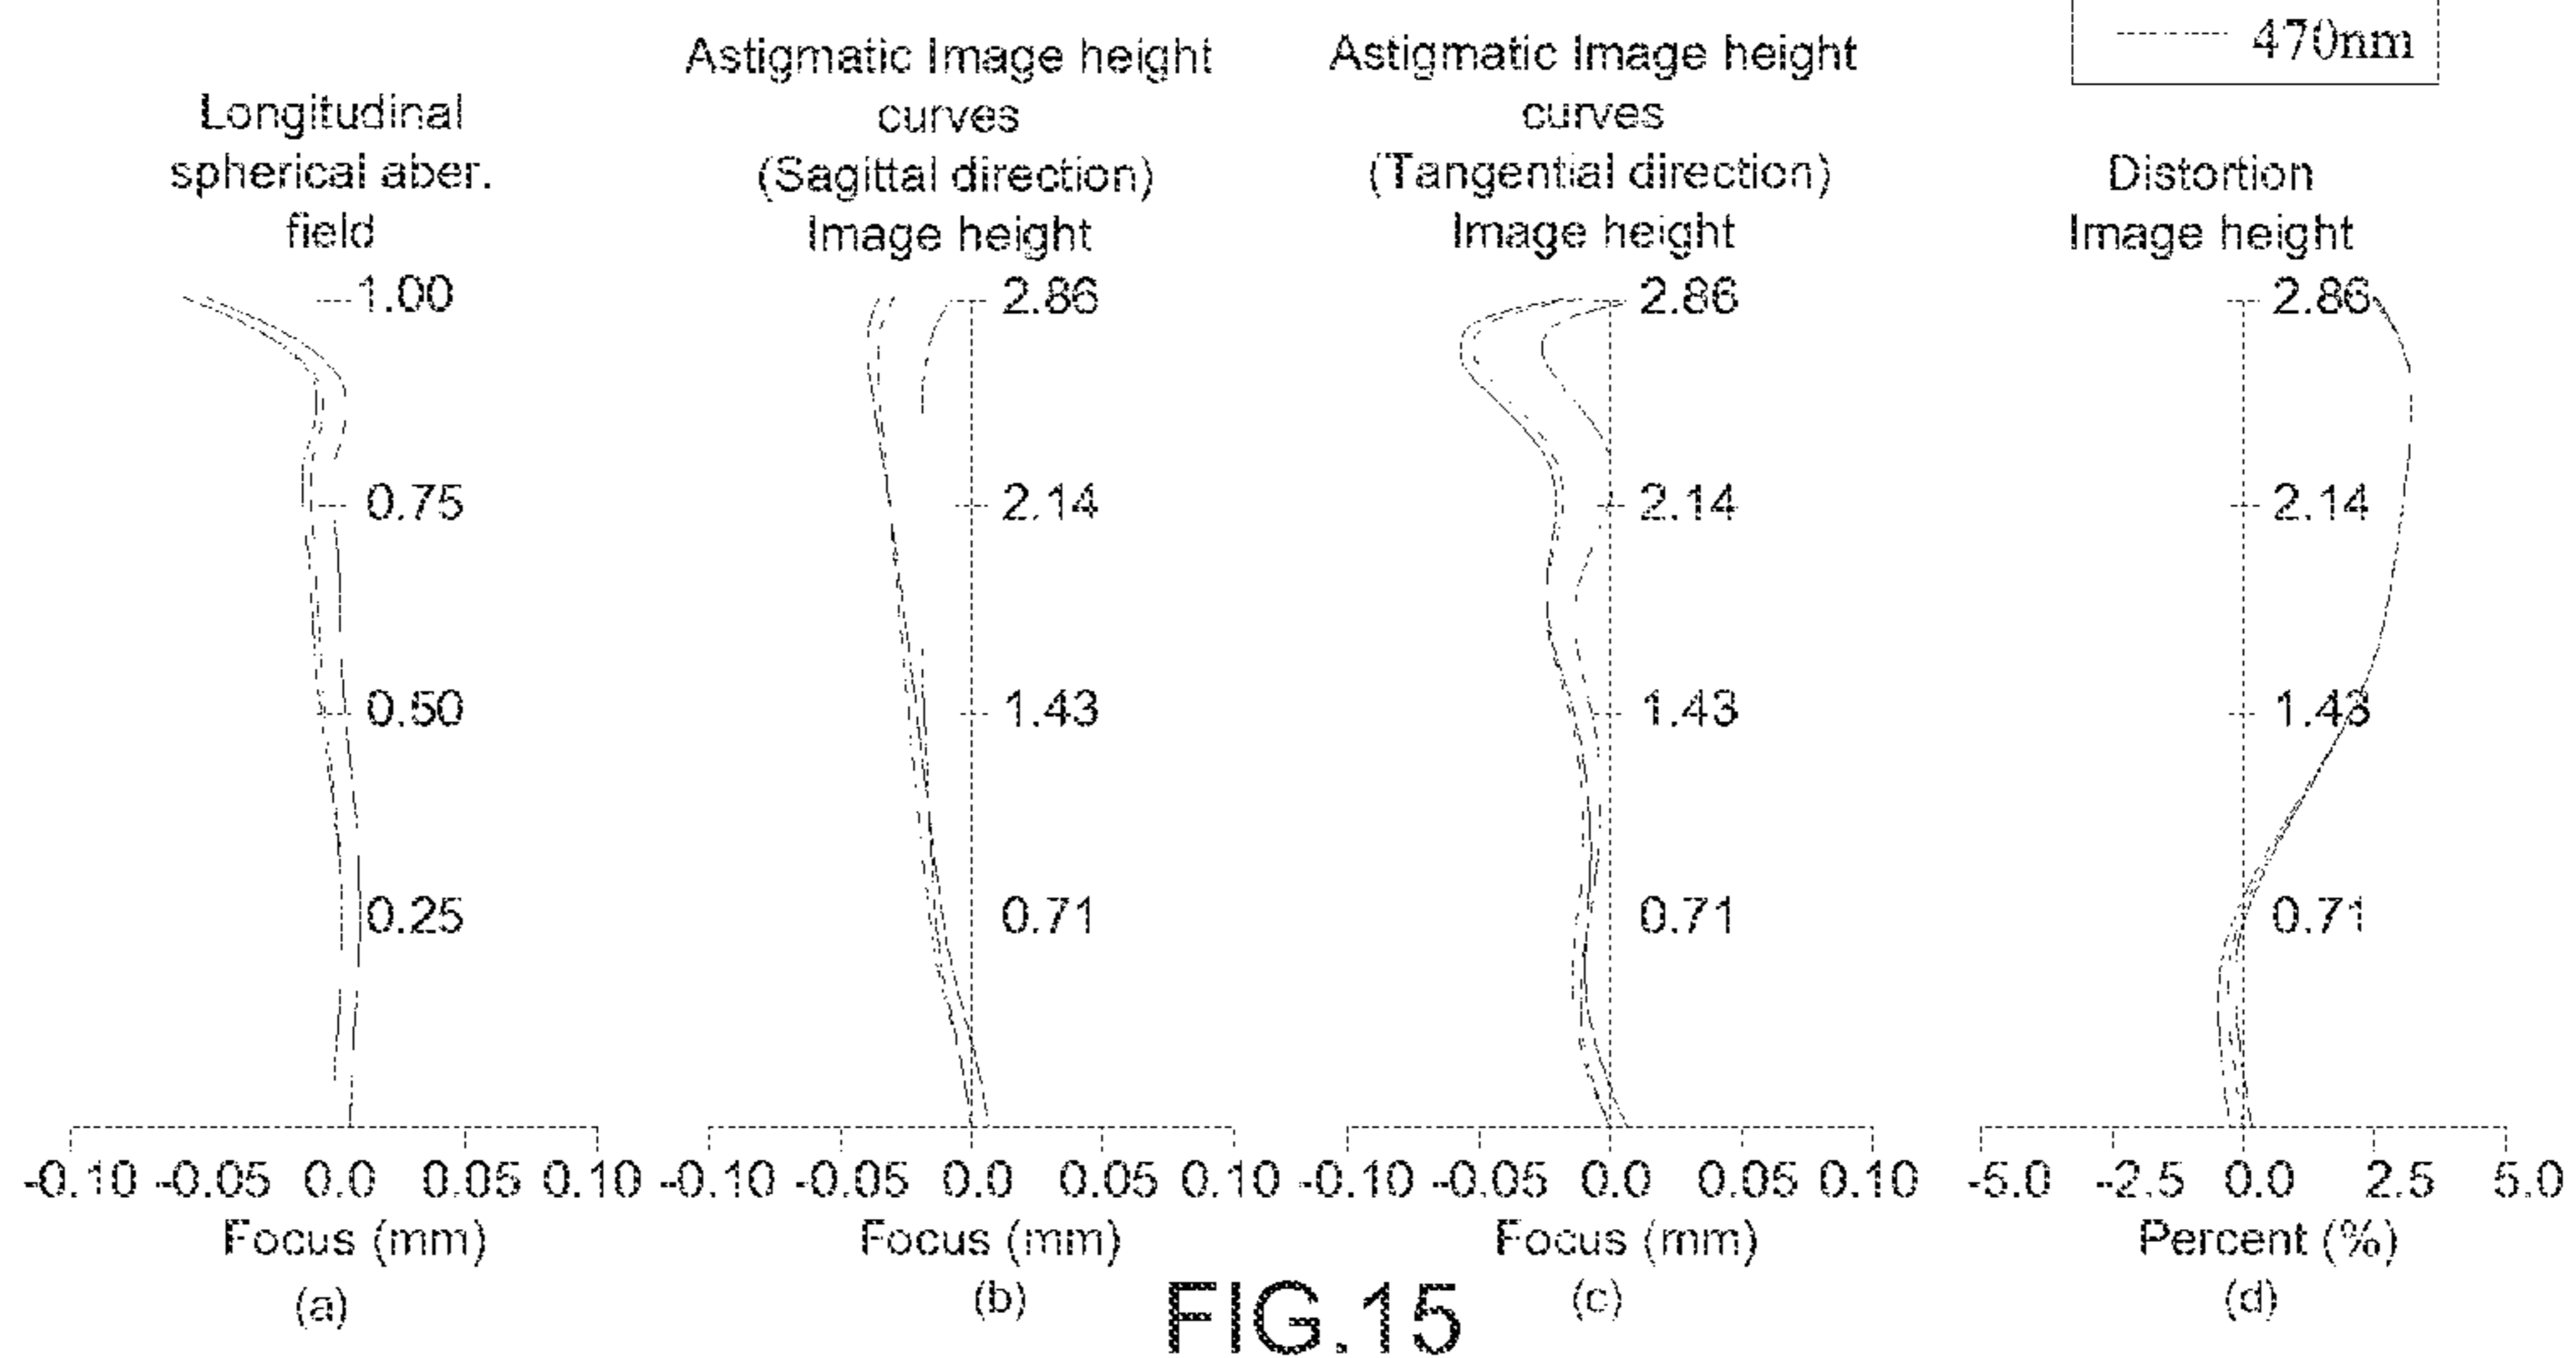 470nm
Longitudinal
spherical aber.
field
1.00
0.75
0.50
0.25
-0.10 -0.05 0.0 0.05 0.10
Focus (mm)
(a)
Astigmatic Image height
curves
(Sagittal direction)
Image height
2.86
2.14
1.43
0.71
-0.10 -0.05 0.0 0.05 0.10
Focus (mm)
(b)
Astigmatic Image height
curves
(Tangential direction)
Image height
2.86
2.14
1.43
0.71
-0.10 -0.05 0.0 0.05 0.10
Focus (mm)
(c)
Distortion
Image height
2.86
2.14
1.43
0.71
-5.0 -2.5 0.0 2.5 5.0
Percent (%)
(d)
FIG.15